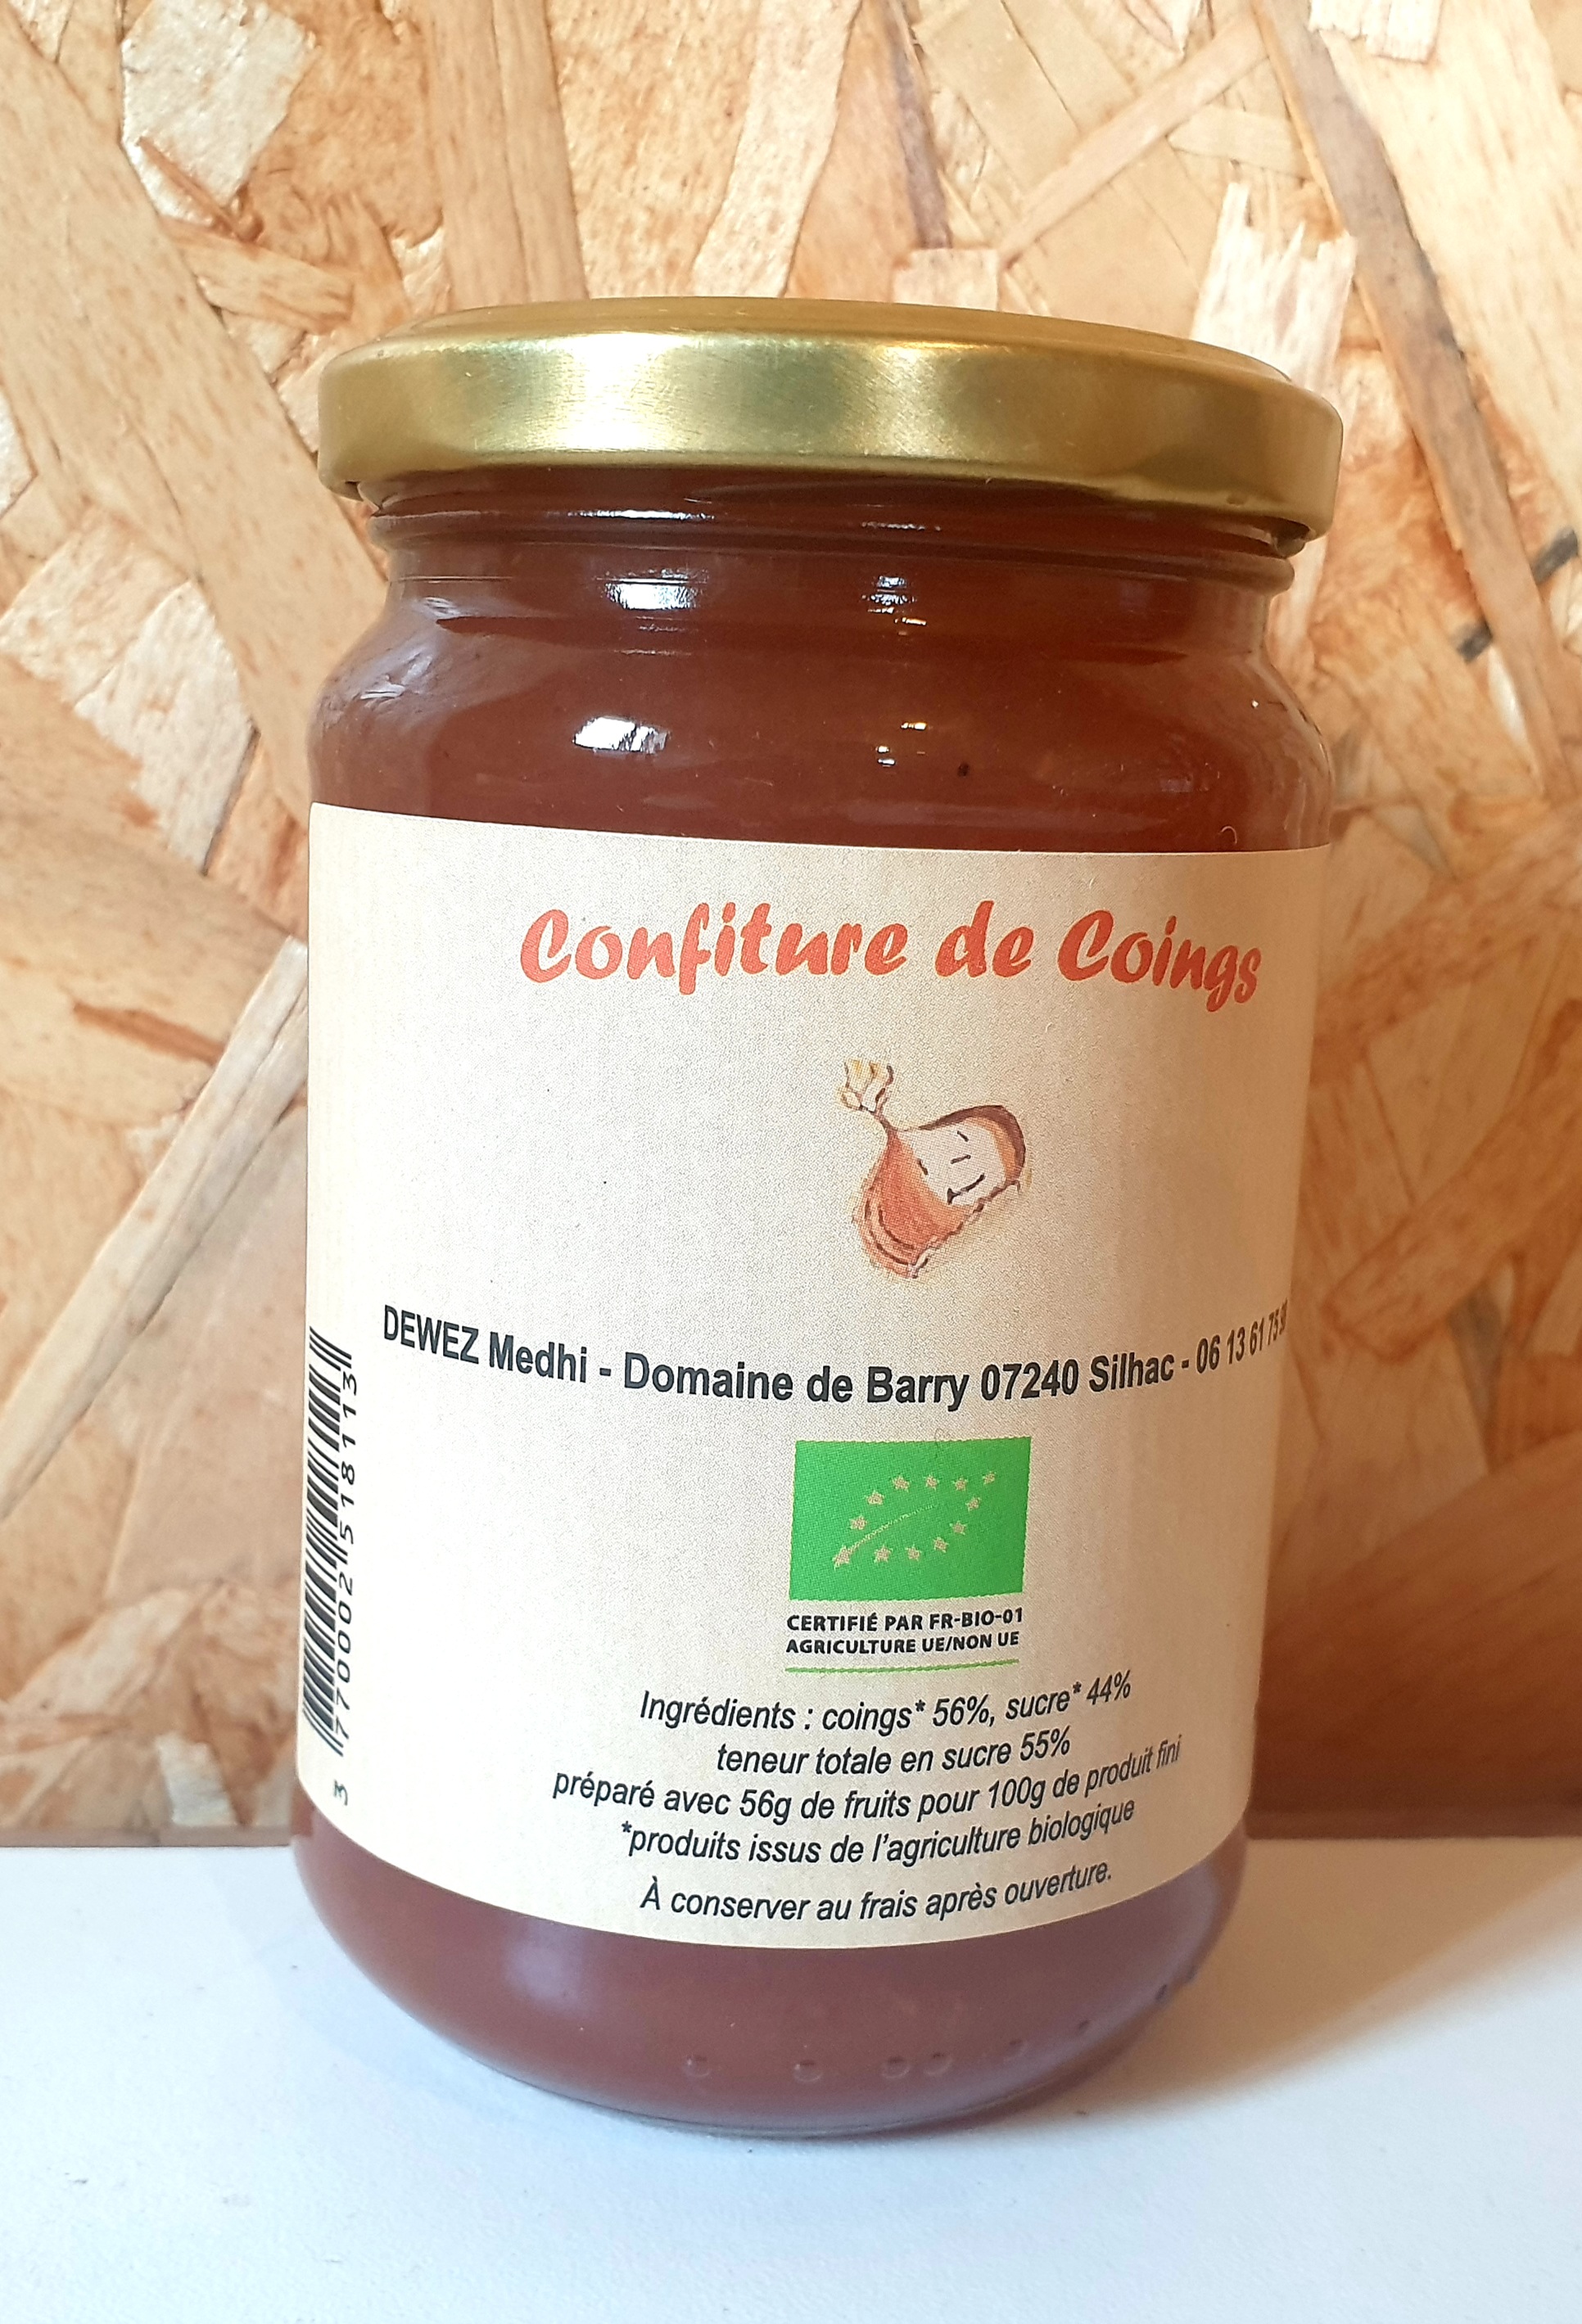 Confiture de Coings
DEWEZ Medhi - Domaine de Barry 07240 Silhac - 06 13 61 75
CERTIFIÉ PAR FR-BIO-01
AGRICULTURE UE/NON UE
Ingrédients : coings* 56%, sucre* 44%
teneur totale en sucre 55%
préparé avec 56g de fruits pour 100g de produit fini
*produits issus de l'agriculture biologique
À conserver au frais après ouverture.
3 770002 518113